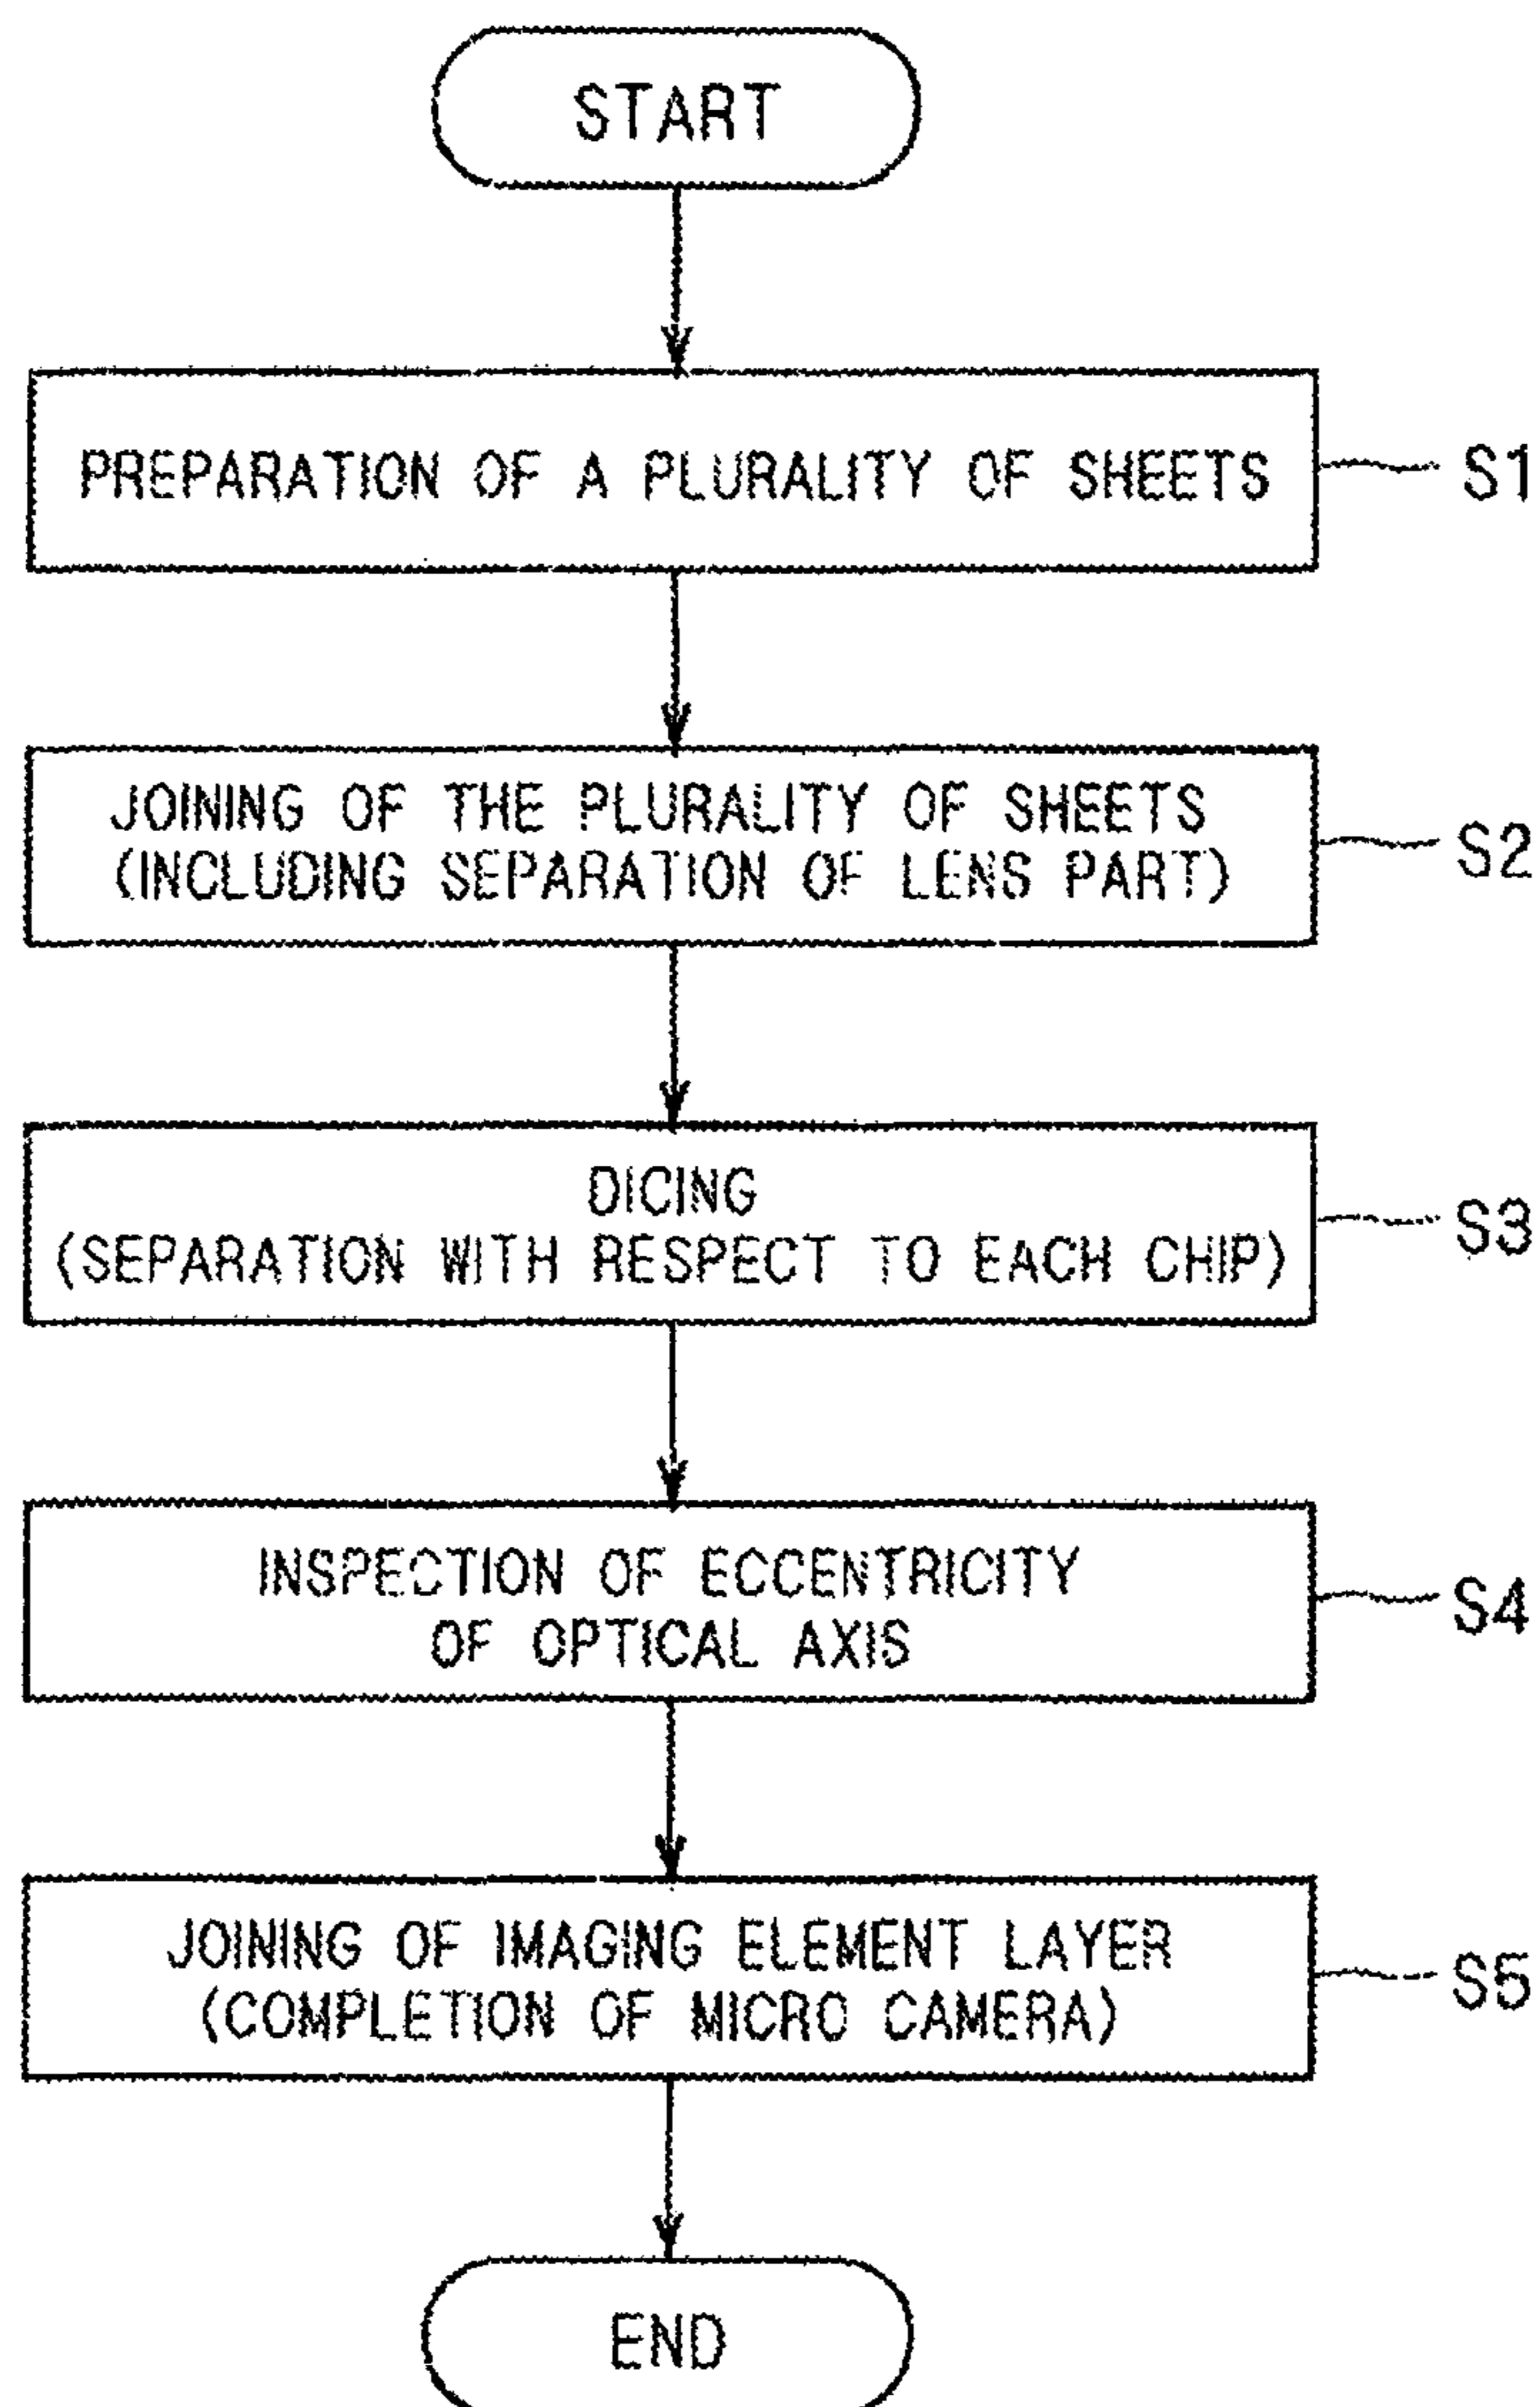 START
PREPARATION OF A PLURALITY OF SHEETS
S1
JOINING OF THE PLURALITY OF SHEETS
(INCLUDING SEPARATION OF LENS PART)
S2
DICING
(SEPARATION WITH RESPECT TO EACH CHIP)
S3
INSPECTION OF ECCENTRICITY
OF OPTICAL AXIS
S4
JOINING OF IMAGING ELEMENT LAYER
(COMPLETION OF MICRO CAMERA)
S5
END